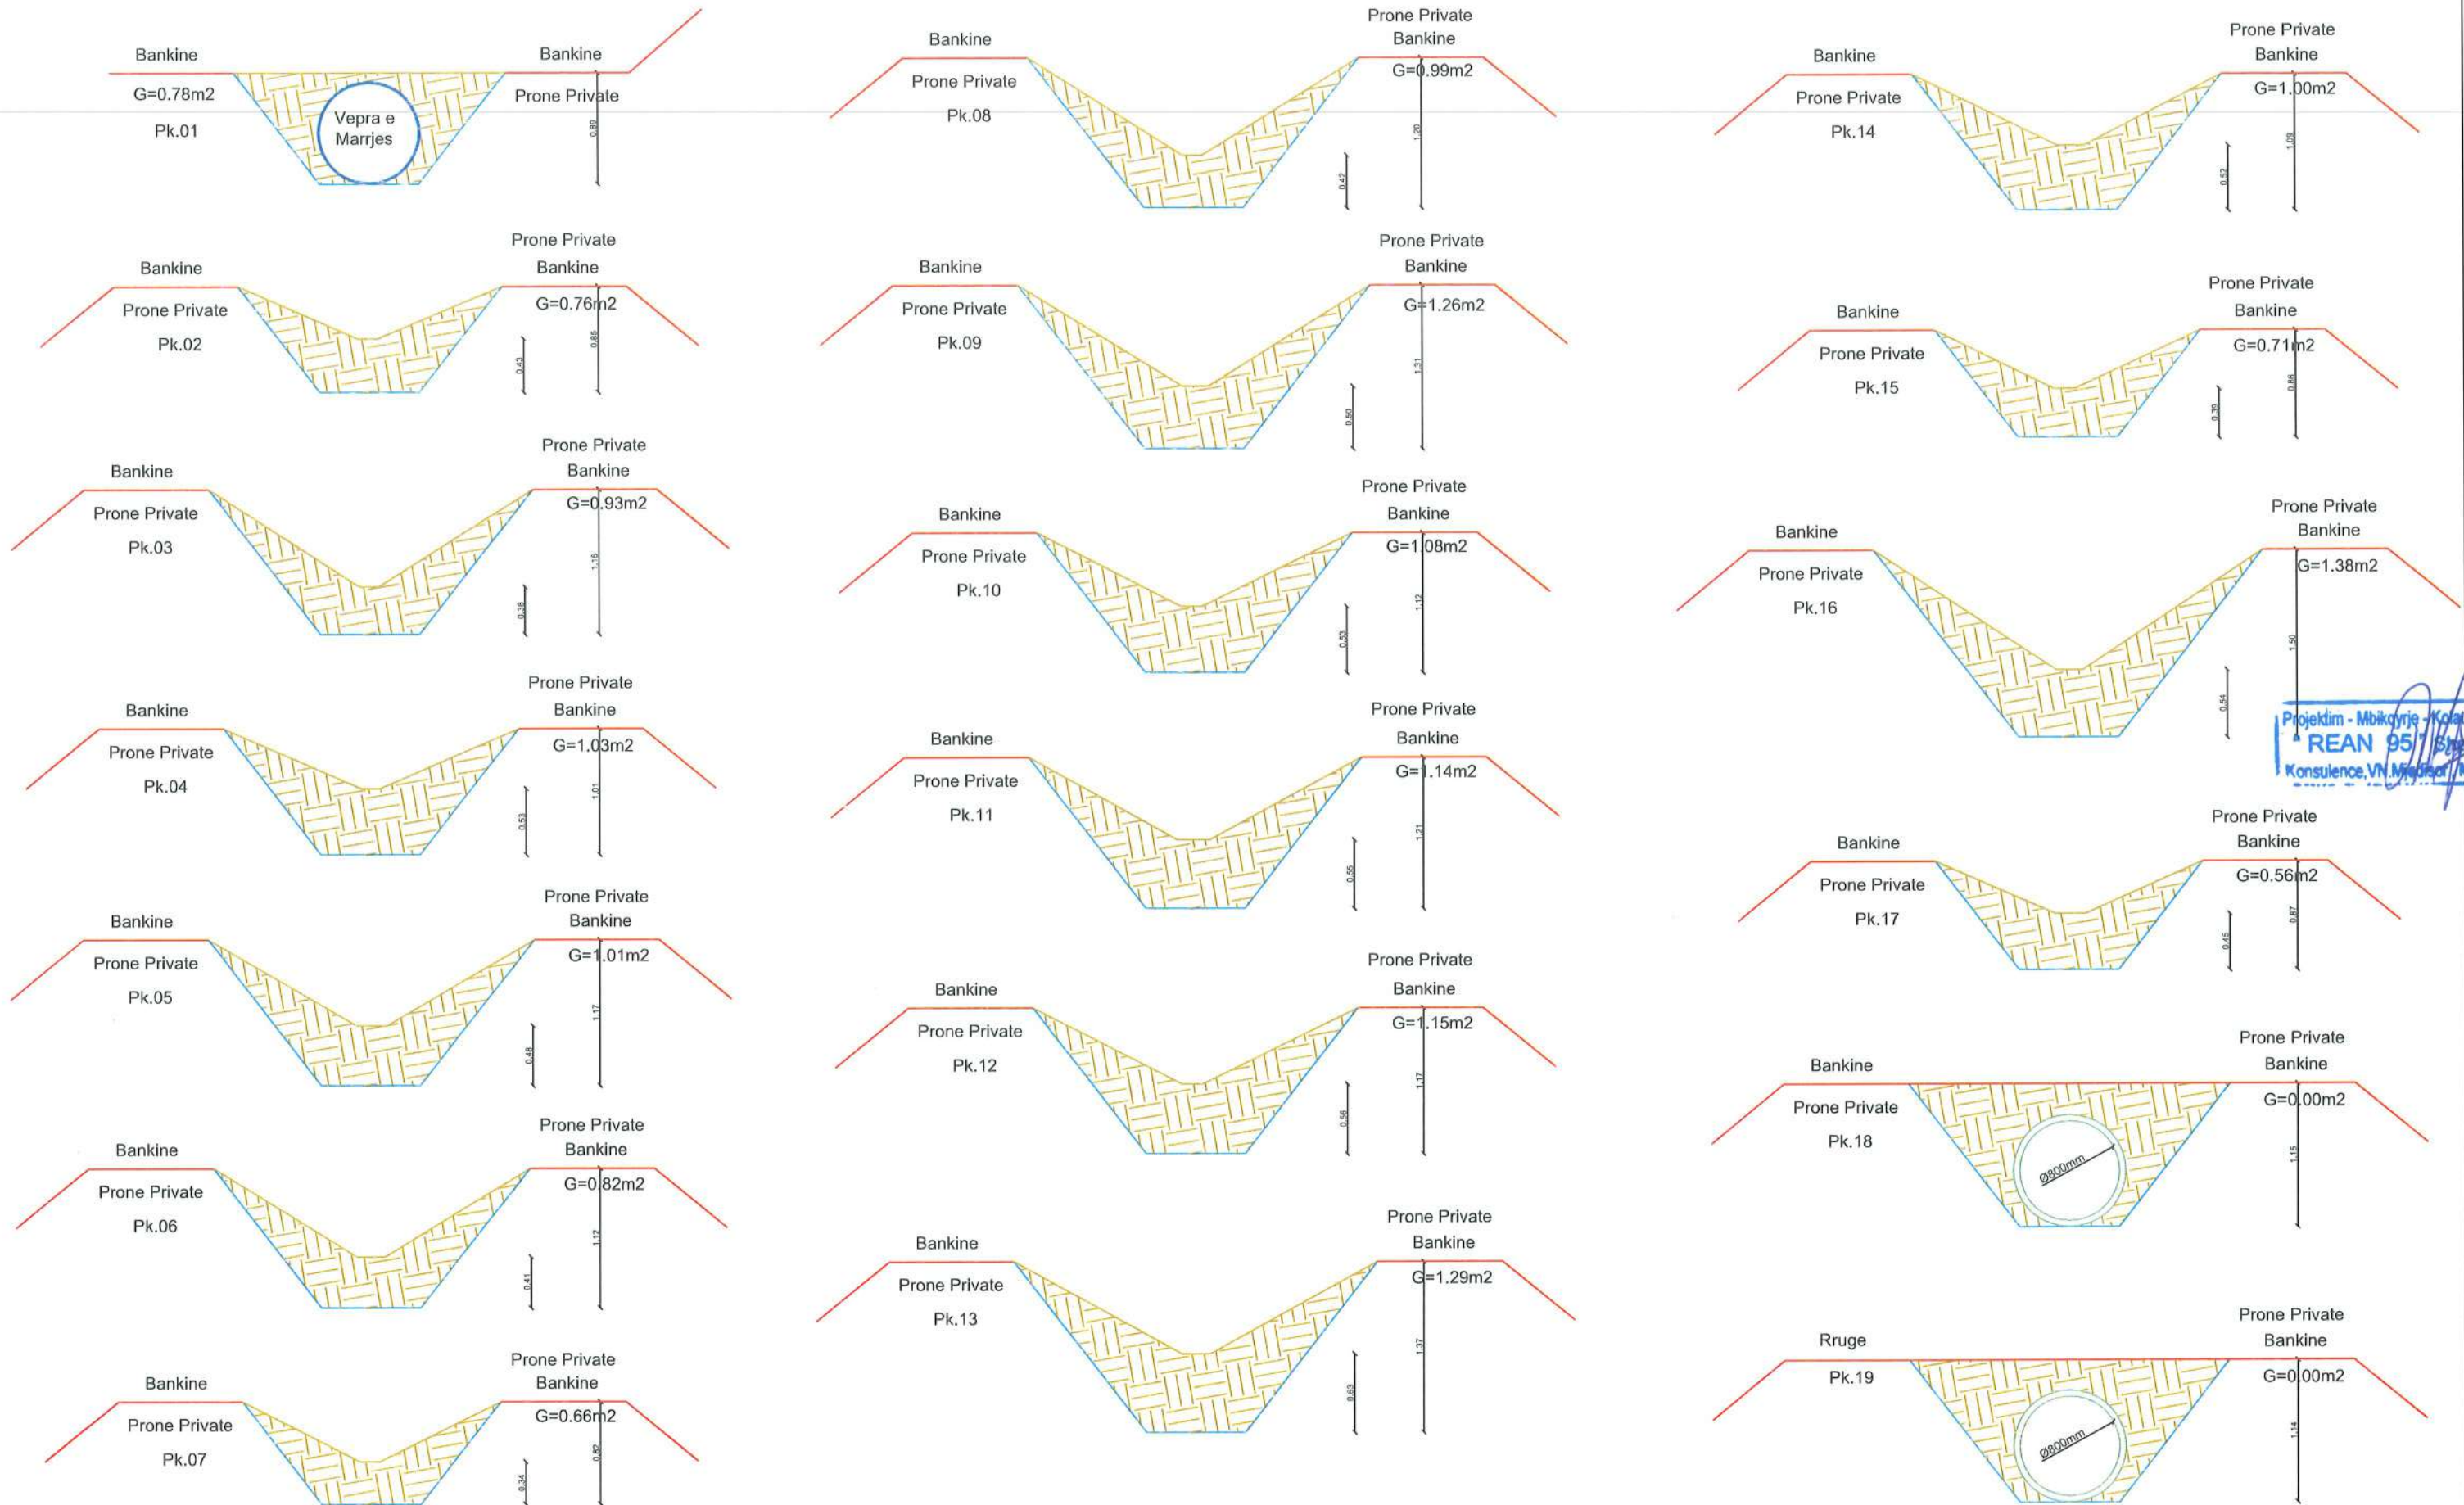 Bankine
Bankine
G=0.78m2
Prone Private
Pk.01
Vepra e
Marrjes
0.89
Prone Private
Bankine
Bankine
Prone Private
G=0.76m2
Pk.02
0.43
0.85
Prone Private
Bankine
Bankine
Prone Private
G=0.93m2
Pk.03
0.38
1.16
Prone Private
Bankine
Bankine
Prone Private
G=1.03m2
Pk.04
0.53
1.01
Prone Private
Bankine
Bankine
Prone Private
G=1.01m2
Pk.05
0.48
1.17
Prone Private
Bankine
Bankine
Prone Private
G=0.82m2
Pk.06
0.41
1.12
Prone Private
Bankine
Bankine
Prone Private
G=0.66m2
Pk.07
0.34
0.82
Prone Private
Bankine
Bankine
Prone Private
G=0.99m2
Pk.08
0.42
1.20
Prone Private
Bankine
Bankine
Prone Private
G=1.26m2
Pk.09
0.50
1.31
Prone Private
Bankine
Bankine
Prone Private
G=1.08m2
Pk.10
0.53
1.12
Prone Private
Bankine
Bankine
Prone Private
G=1.14m2
Pk.11
0.55
1.21
Prone Private
Bankine
Bankine
Prone Private
G=1.15m2
Pk.12
0.56
1.17
Prone Private
Bankine
Bankine
Prone Private
G=1.29m2
Pk.13
0.63
1.37
Prone Private
Bankine
Bankine
Prone Private
G=1.00m2
Pk.14
0.52
1.09
Prone Private
Bankine
Bankine
Prone Private
G=0.71m2
Pk.15
0.39
0.86
Prone Private
Bankine
Bankine
Prone Private
G=1.38m2
Pk.16
0.54
1.50
Projektim - Mbikqyrje -
" REAN 95"
Konsulence, VN.
Prone Private
Bankine
Bankine
Prone Private
G=0.56m2
Pk.17
0.45
0.87
Prone Private
Bankine
Bankine
Prone Private
G=0.00m2
Pk.18
Ø800mm
1.15
Prone Private
Rruge
Bankine
Pk.19
G=0.00m2
Ø800mm
1.14